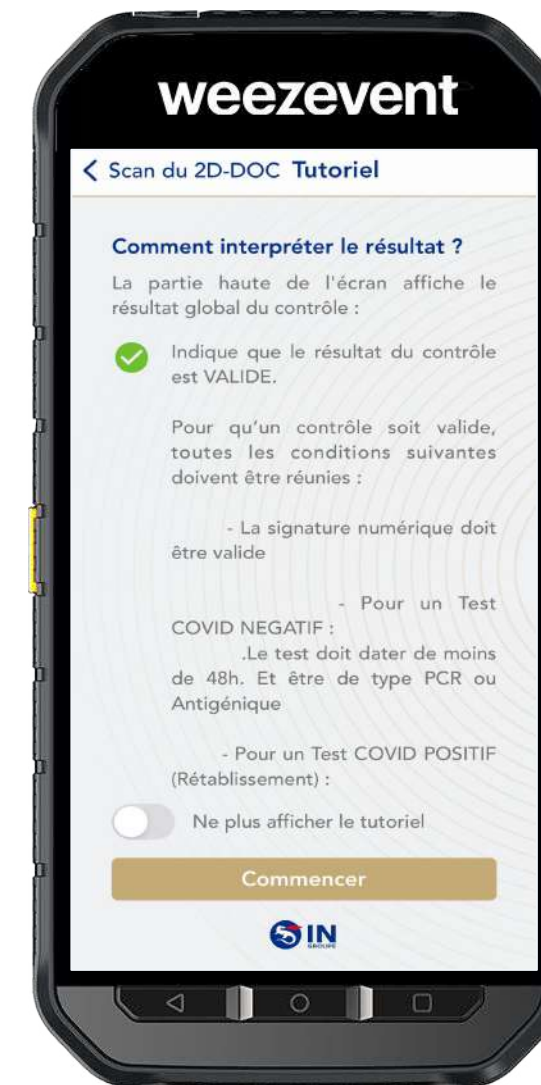 weezevent
Scan du 2D-DOC Tutoriel
Comment interpréter le résultat ?
La partie haute de l'écran affiche le
résultat global du contrôle :
Indique que le résultat du contrôle
est VALIDE.
Pour qu’un contrôle soit valide,
toutes les conditions suivantes
doivent être réunies :
- La signature numérique doit
être valide
- Pour un Test
COVID NEGATIF :
.Le test doit dater de moins
de 48h. Et être de type PCR ou
Antigénique
- Pour un Test COVID POSITIF
(Rétablissement) :
Ne plus afficher le tutoriel
Commencer
IN
GROUPE